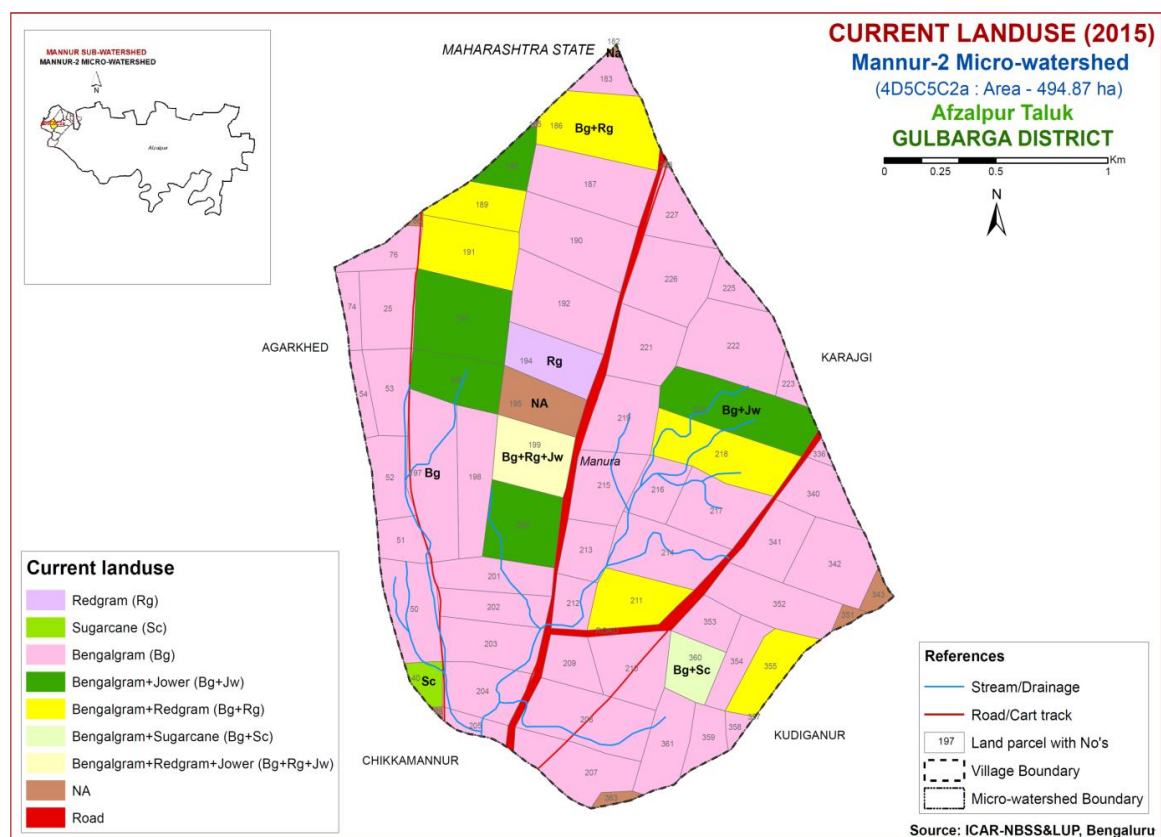 CURRENT LANDUSE (2015)
Mannur-2 Micro-watershed
(4D5C5C2a : Area - 494.87 ha)
Afzalpur Taluk
GULBARGA DISTRICT
Km
0 0.25 0.5 1
N
MANNUR SUB-WATERSHED
MANNUR-2 MICRO-WATERSHED
N
Afzalpur
MAHARASHTRA STATE
182
Na
183
186
Bg+Rg
187
189
227
190
191
76
226
225
74
25
192
221
222
AGARKHED
KARAJGI
194
Rg
53
54
223
195
NA
Bg+Jw
219
199
Bg+Rg+Jw
Manura
218
336
197
Bg
198
52
215
216
217
340
51
213
214
341
342
201
50
202
212
211
352
343
351
203
353
209
210
360
Bg+Sc
354
355
Sc
204
205
208
358
359
361
CHIKKAMANNUR
KUDIGANUR
207
363
Current landuse
Redgram (Rg)
Sugarcane (Sc)
Bengalgram (Bg)
Bengalgram+Jower (Bg+Jw)
Bengalgram+Redgram (Bg+Rg)
Bengalgram+Sugarcane (Bg+Sc)
Bengalgram+Redgram+Jower (Bg+Rg+Jw)
NA
Road
References
Stream/Drainage
Road/Cart track
197 Land parcel with No's
Village Boundary
Micro-watershed Boundary
Source: ICAR-NBSS&LUP, Bengaluru